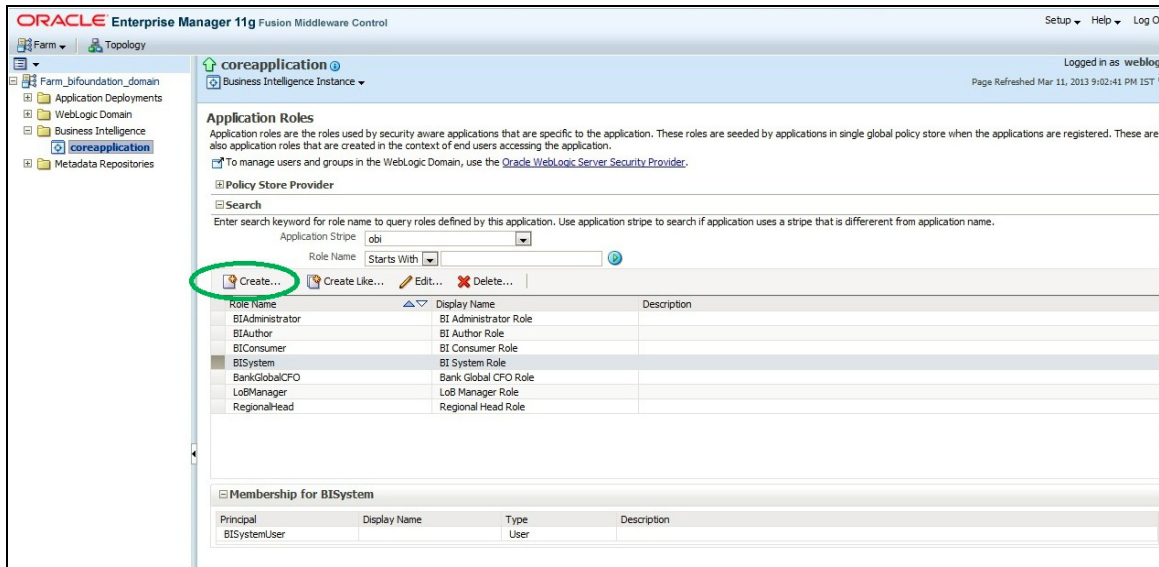 ORACLE Enterprise Manager 11g Fusion Middleware Control
Setup Help Log O
Farm Topology
Farm_bifoundation_domain
Application Deployments
WebLogic Domain
Business Intelligence
coreapplication
Metadata Repositories
coreapplication
Logged in as weblog
Business Intelligence Instance
Page Refreshed Mar 11, 2013 9:02:41 PM IST
Application Roles
Application roles are the roles used by security aware applications that are specific to the application. These roles are seeded by applications in single global policy store when the applications are registered. These are
also application roles that are created in the context of end users accessing the application.
To manage users and groups in the WebLogic Domain, use the Oracle WebLogic Server Security Provider.
Policy Store Provider
Search
Enter search keyword for role name to query roles defined by this application. Use application stripe to search if application uses a stripe that is differerent from application name.
Application Stripe obi
Role Name Starts With
Create... Create Like... Edit... Delete...
Role Name Display Name Description
BIAdministrator BI Administrator Role
BIAuthor BI Author Role
BIConsumer BI Consumer Role
BISystem BI System Role
BankGlobalCFO Bank Global CFO Role
LoBManager LoB Manager Role
RegionalHead Regional Head Role
Membership for BISystem
Principal Display Name Type Description
BISystemUser User